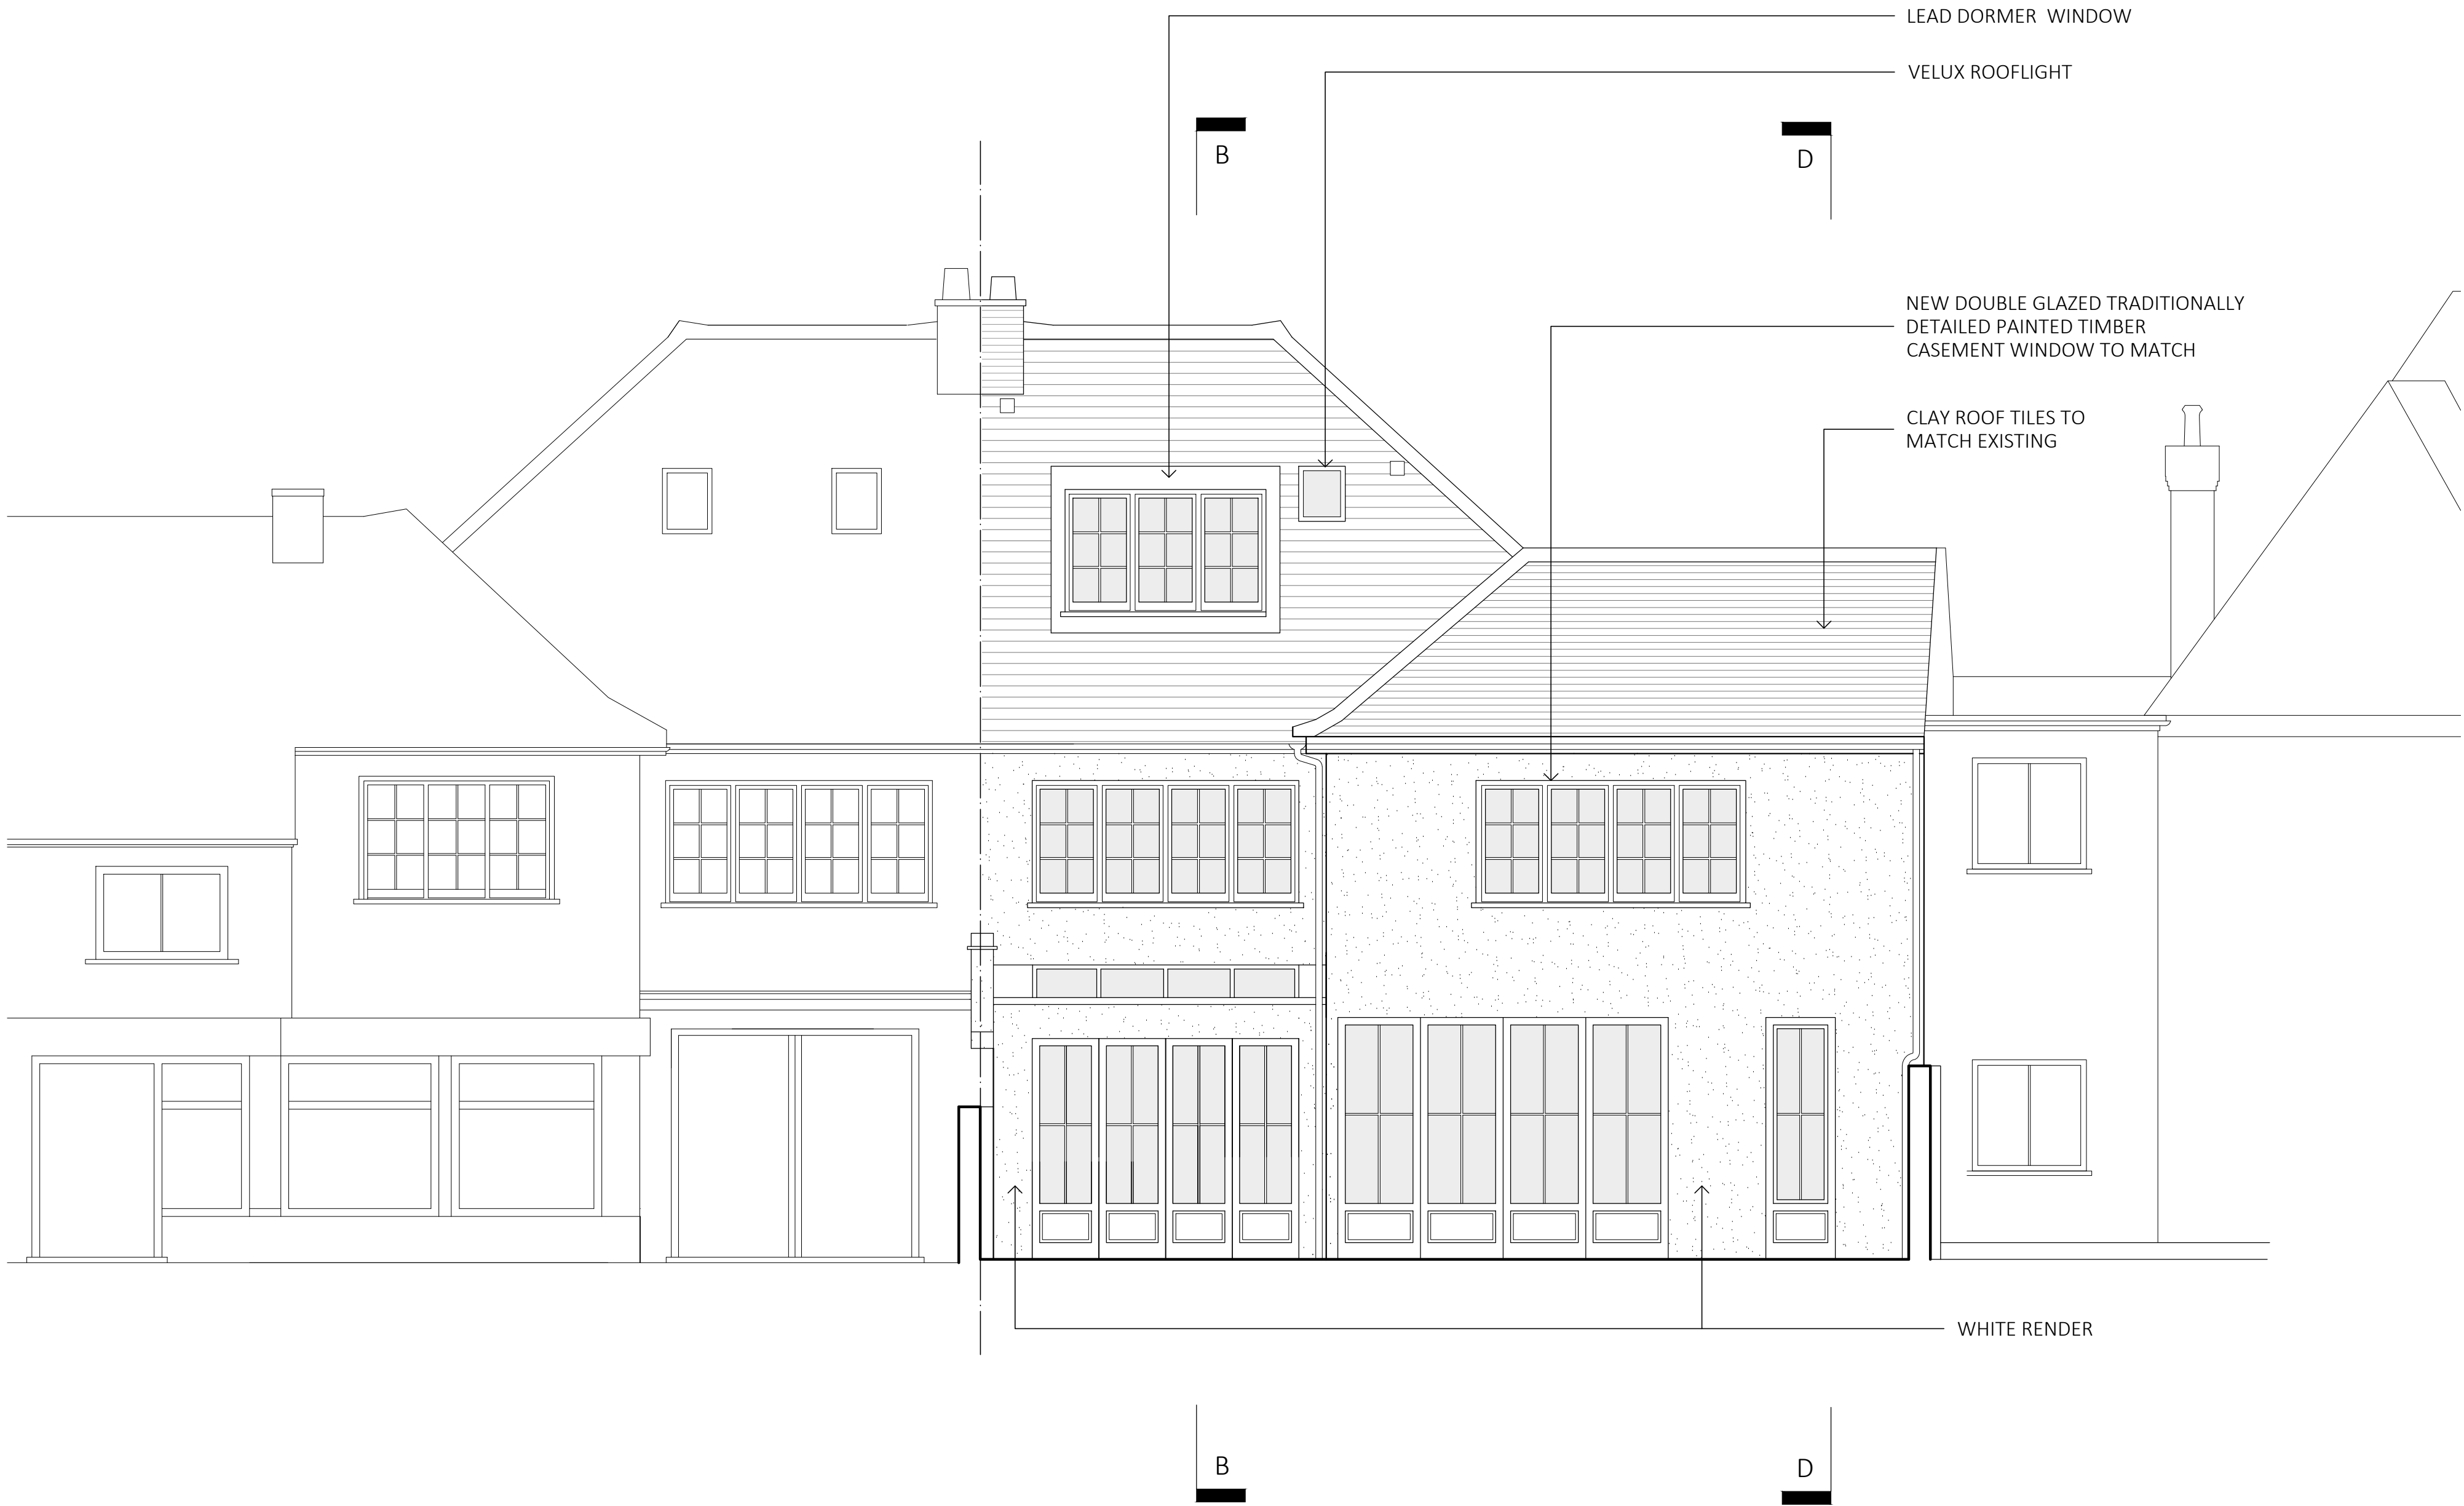 LEAD DORMER WINDOW
VELUX ROOFLIGHT
B
D
NEW DOUBLE GLAZED TRADITIONALLY
DETAILED PAINTED TIMBER
CASEMENT WINDOW TO MATCH
CLAY ROOF TILES TO
MATCH EXISTING
WHITE RENDER
B
D